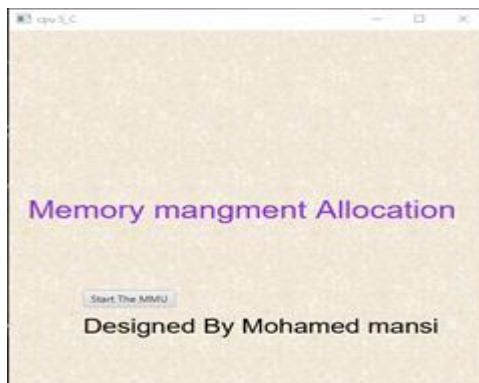 cpu S_C
Memory mangment Allocation
Start The MMU
Designed By Mohamed mansi